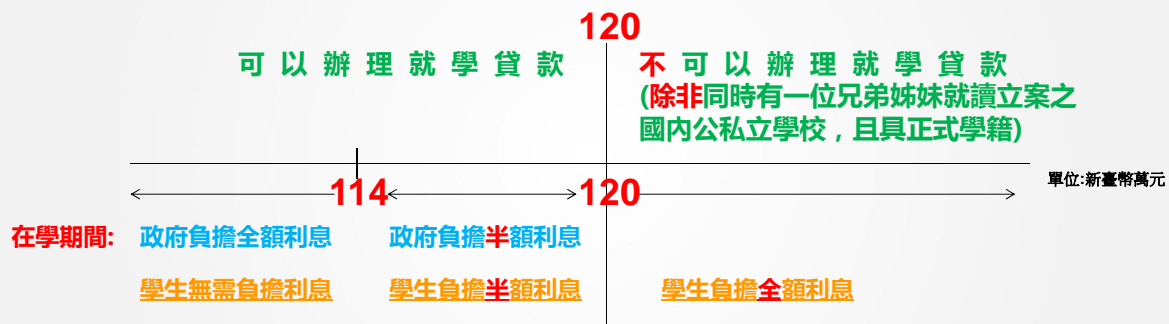 120
可以辦理就學貸款
不可以辦理就學貸款
(除非同時有一位兄弟姊妹就讀立案之
國內公私立學校，且具正式學籍)
單位:新臺幣萬元
114
120
在學期間: 政府負擔全額利息 政府負擔半額利息
學生無需負擔利息 學生負擔半額利息 學生負擔全額利息